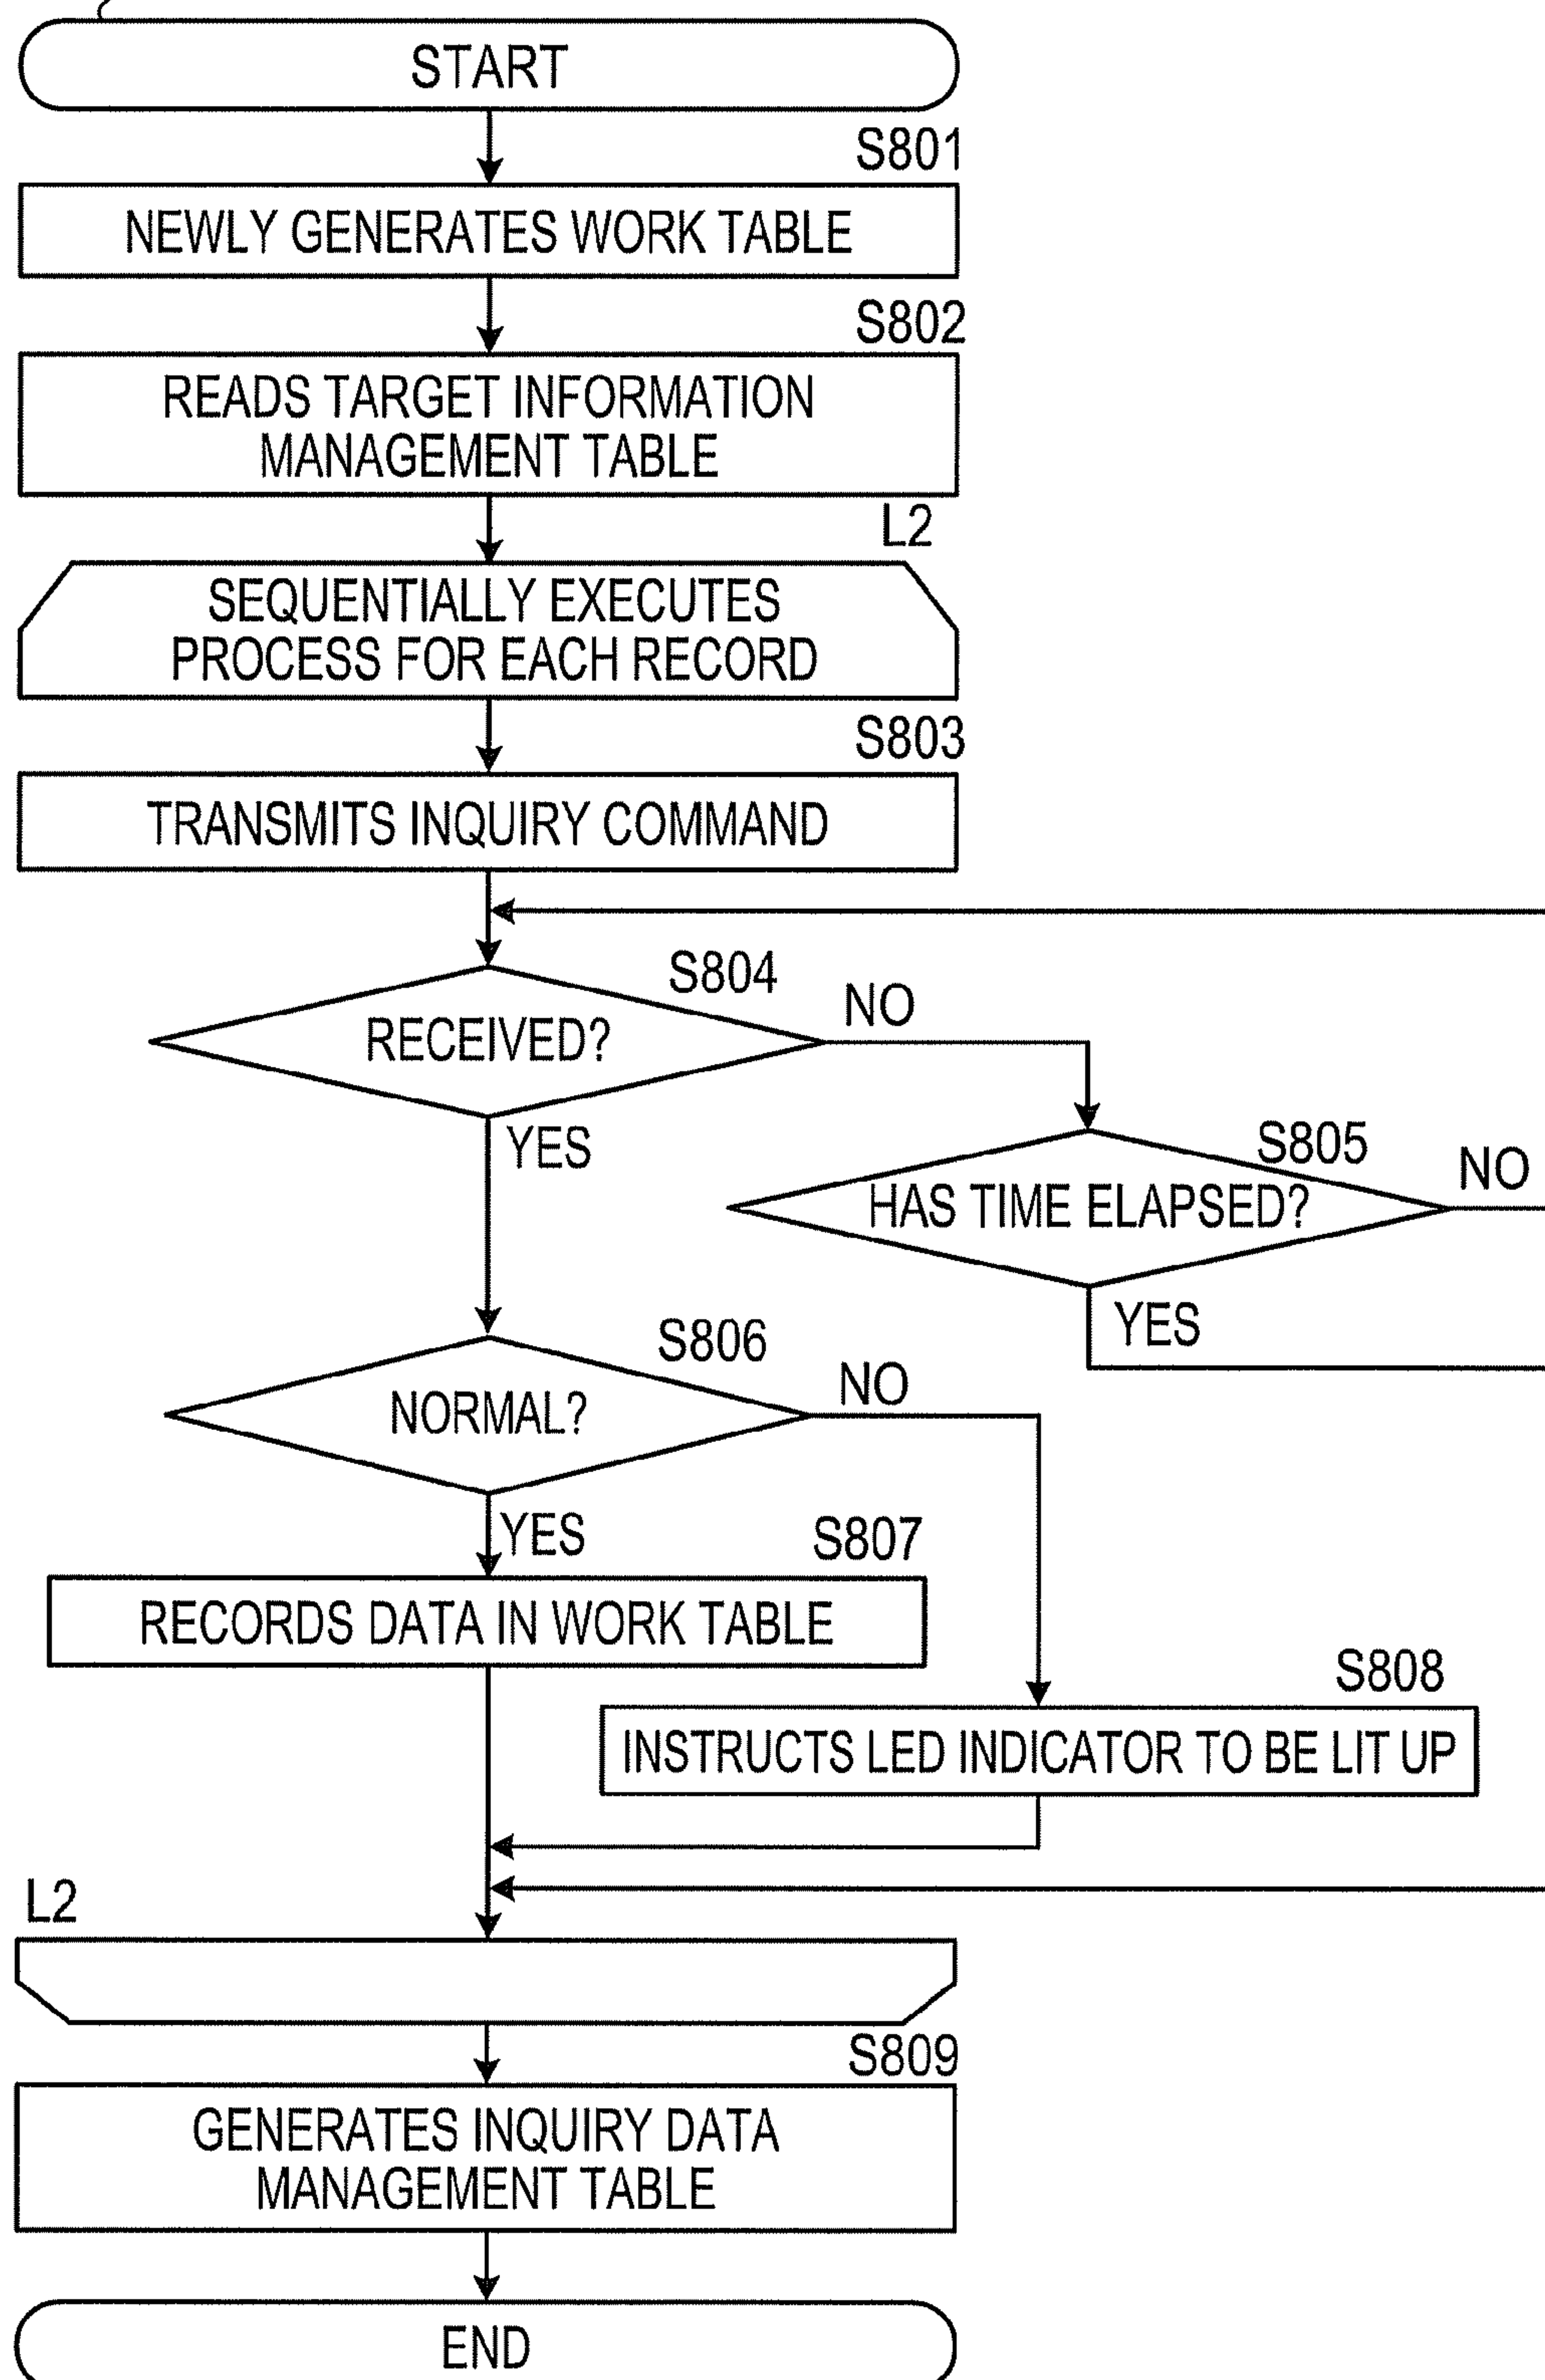 START
S801
NEWLY GENERATES WORK TABLE
S802
READS TARGET INFORMATION
MANAGEMENT TABLE
L2
SEQUENTIALLY EXECUTES
PROCESS FOR EACH RECORD
S803
TRANSMITS INQUIRY COMMAND
S804
NO
RECEIVED?
YES
S805
NO
HAS TIME ELAPSED?
YES
S806
NO
NORMAL?
YES
S807
RECORDS DATA IN WORK TABLE
S808
INSTRUCTS LED INDICATOR TO BE LIT UP
L2
S809
GENERATES INQUIRY DATA
MANAGEMENT TABLE
END